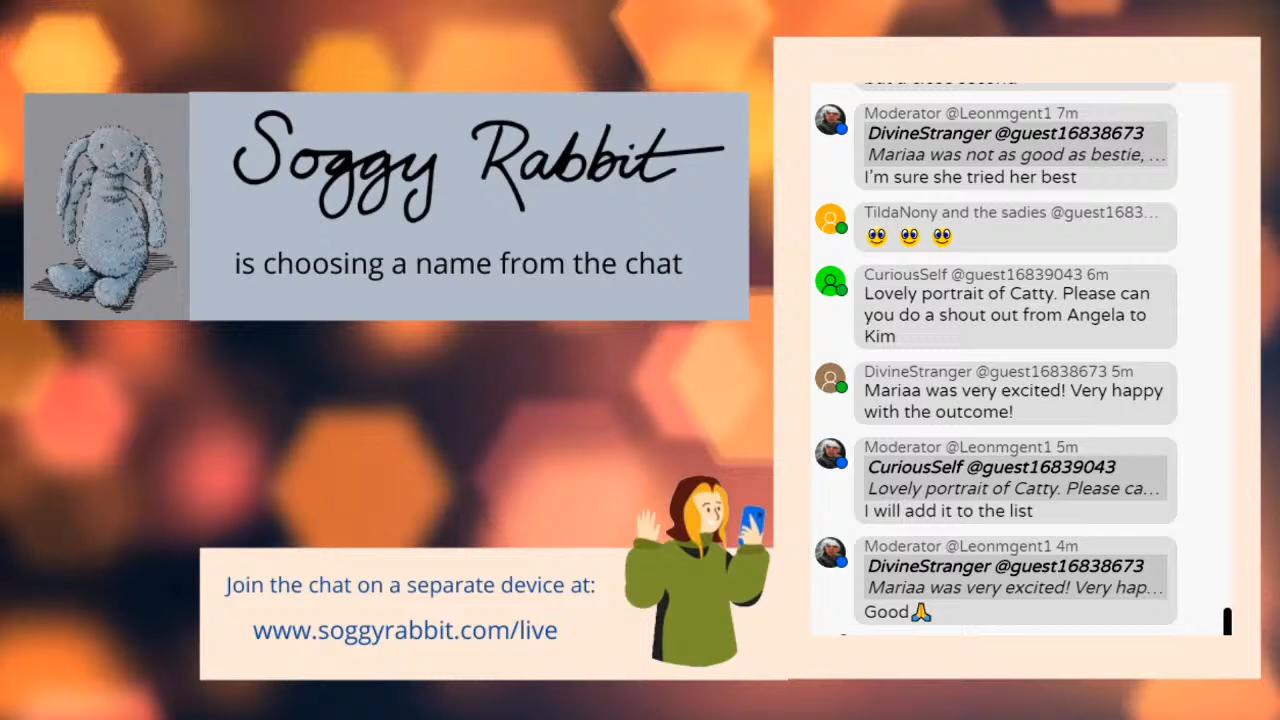 Soggy Rabbit
is choosing a name from the chat
Join the chat on a separate device at:
www.soggyrabbit.com/live
Moderator @Leonmgent1 7m
DivineStranger @guest16838673
Mariaa was not as good as bestie, ...
I'm sure she tried her best
TildaNony and the sadies @guest1683...
CuriousSelf @guest16839043 6m
Lovely portrait of Catty. Please can
you do a shout out from Angela to
Kim
DivineStranger @guest16838673 5m
Mariaa was very excited! Very happy
with the outcome!
Moderator @Leonmgent1 5m
CuriousSelf @guest16839043
Lovely portrait of Catty. Please ca...
I will add it to the list
Moderator @Leonmgent1 4m
DivineStranger @guest16838673
Mariaa was very excited! Very hap...
Good🙏